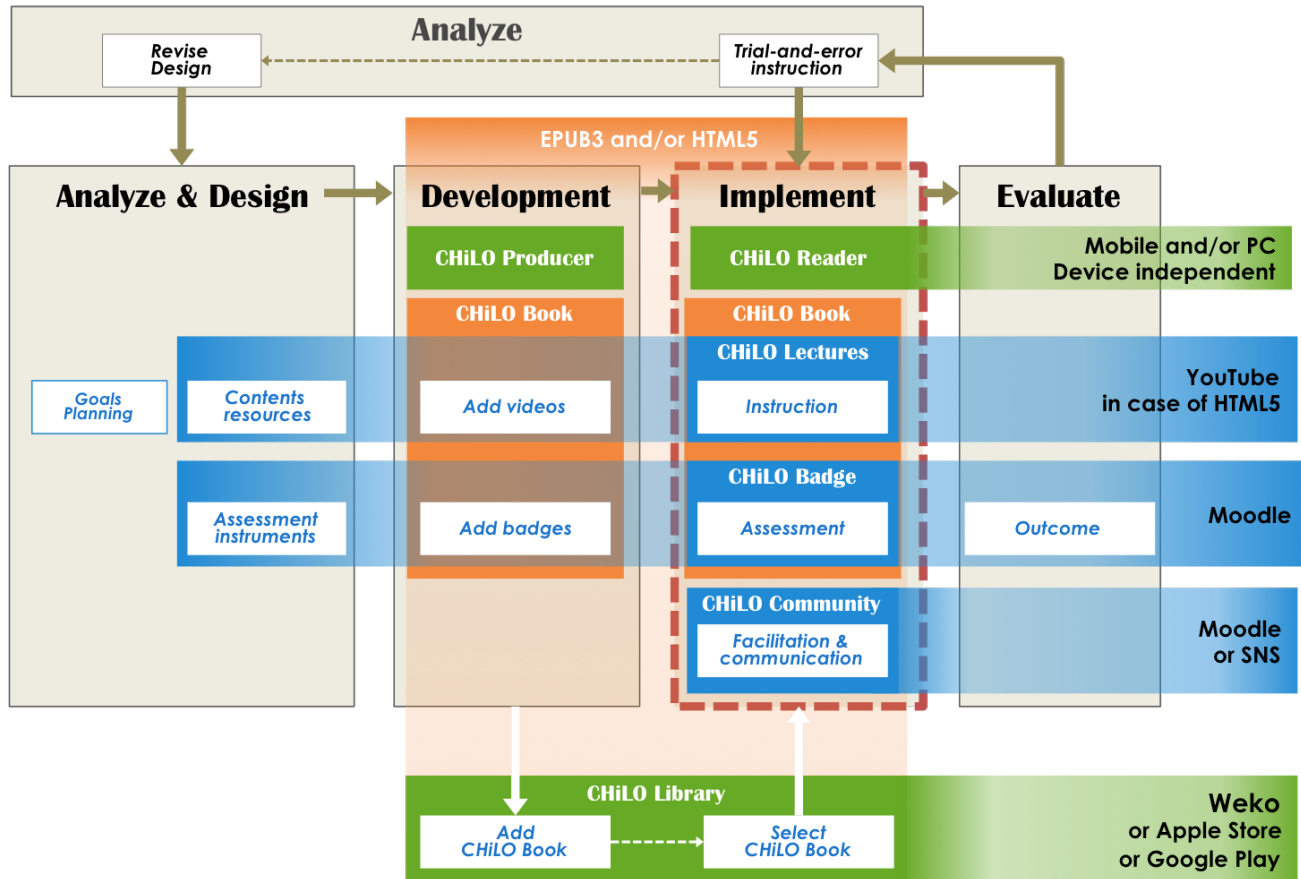 Analyze
Revise
Design
Trial-and-error
instruction
EPUB3 and/or HTML5
Analyze & Design
Development
Implement
Evaluate
CHiLO Producer
CHiLO Reader
Mobile and/or PC
Device independent
CHiLO Book
CHiLO Book
CHiLO Lectures
YouTube
in case of HTML5
Goals
Planning
Contents
resources
Add videos
Instruction
CHiLO Badge
Moodle
Assessment
instruments
Add badges
Assessment
Outcome
CHiLO Community
Facilitation &
communication
Moodle
or SNS
CHiLO Library
Add
CHiLO Book
Select
CHiLO Book
Weko
or Apple Store
or Google Play